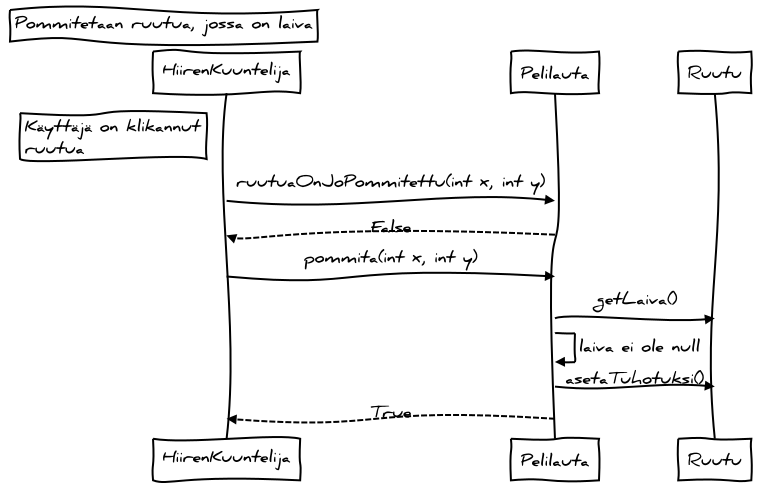 Pommitetaan ruutua, jossa on laiva
HiirenKuuntelija Pelilauta Ruutu
Käyttäjä on klikannut
ruutua
ruutuaOnJoPommitettu(int x, int y)
False
pommita(int x, int y)
getLaiva()
laiva ei ole null
asetaTuhotuksi()
True
HiirenKuuntelija Pelilauta Ruutu